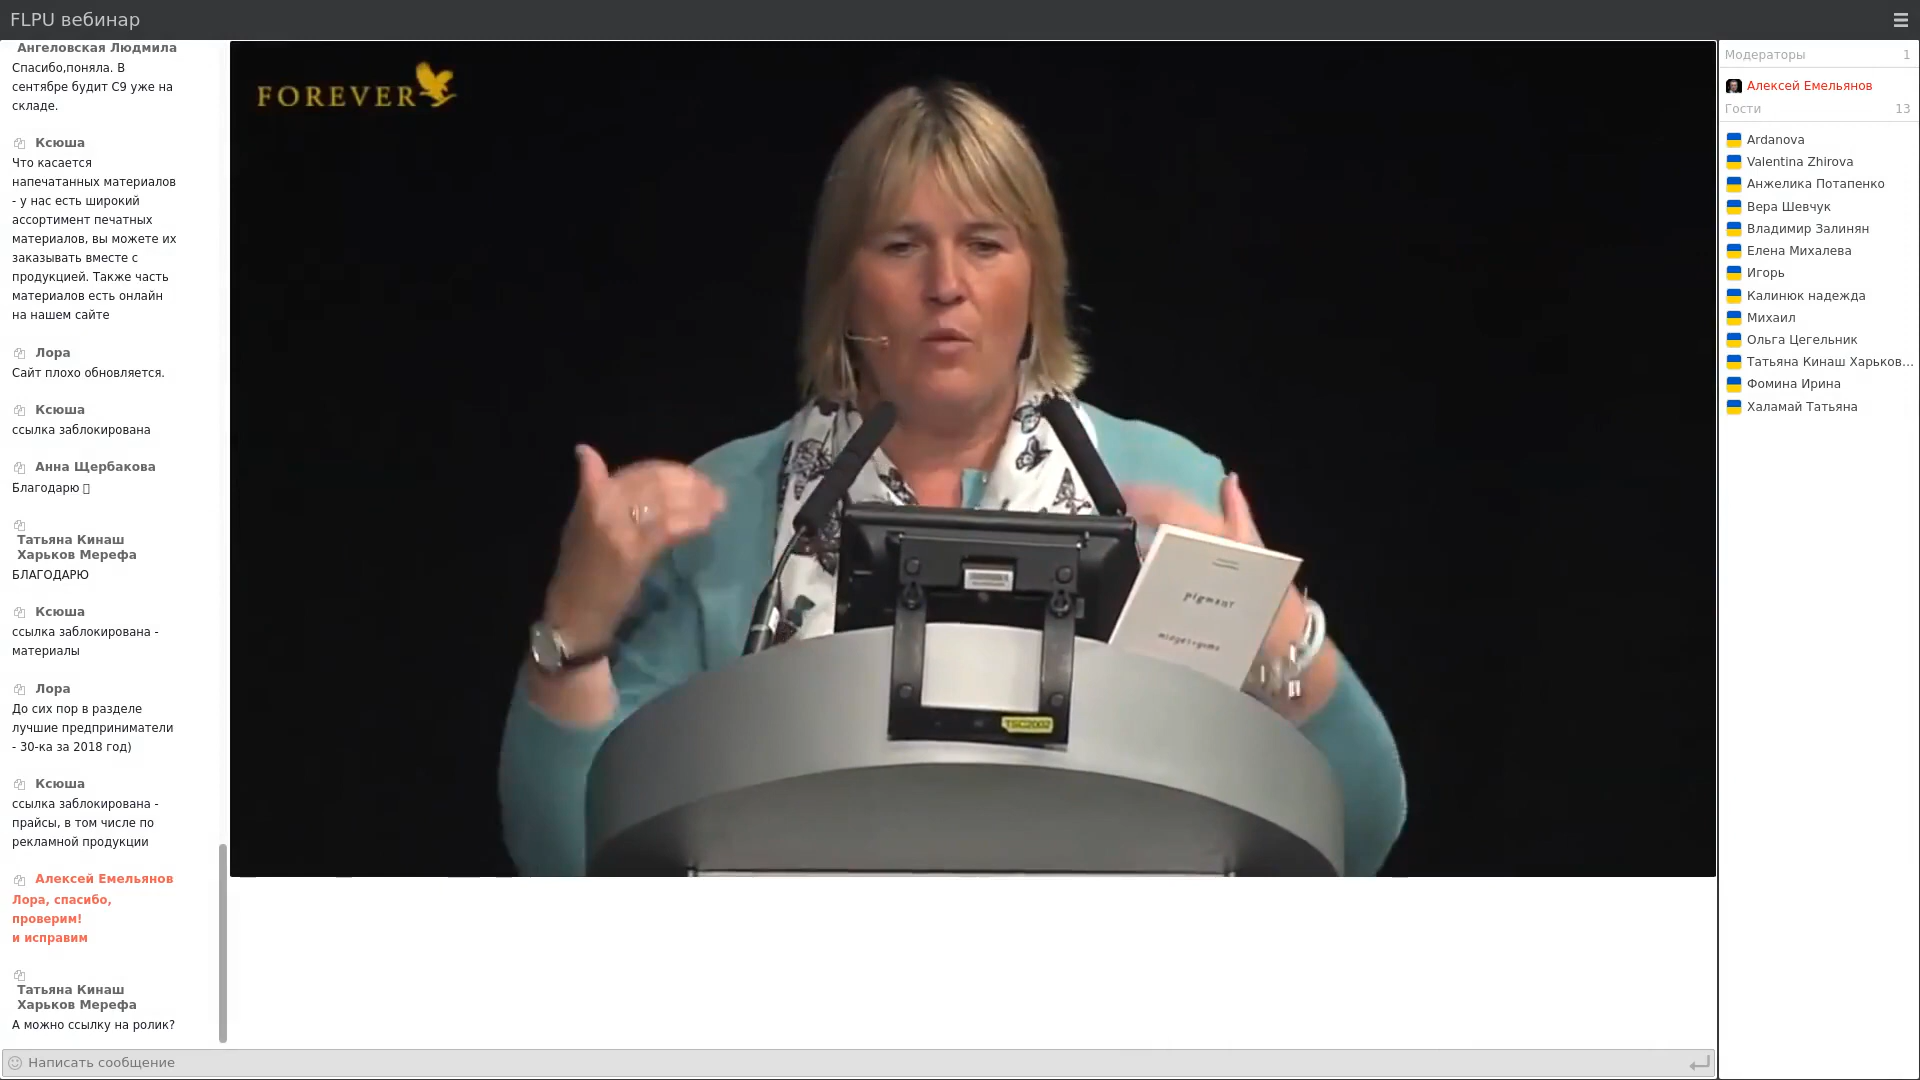 FLPU вебинар
Ангеловская Людмила
Спасибо,поняла. В
сентябре будит С9 уже на
складе.
Ксюша
Что касается
напечатанных материалов
- у нас есть широкий
ассортимент печатных
материалов, вы можете их
заказывать вместе с
продукцией. Также часть
материалов есть онлайн
на нашем сайте
Лора
Сайт плохо обновляется.
Ксюша
ссылка заблокирована
Анна Щербакова
Благодарю
Татьяна Кинаш
Харьков Мерефа
БЛАГОДАРЮ
Ксюша
ссылка заблокирована -
материалы
Лора
До сих пор в разделе
лучшие предприниматели
- 30-ка за 2018 год)
Ксюша
ссылка заблокирована -
прайсы, в том числе по
рекламной продукции
Алексей Емельянов
Лора, спасибо,
проверим!
и исправим
Татьяна Кинаш
Харьков Мерефа
А можно ссылку на ролик?
Написать сообщение
FOREVER
pigment
TSC2002
Модераторы 1
Алексей Емельянов
Гости 13
Ardanova
Valentina Zhirova
Анжелика Потапенко
Вера Шевчук
Владимир Залинян
Елена Михалева
Игорь
Калинюк надежда
Михаил
Ольга Цегельник
Татьяна Кинаш Харьков...
Фомина Ирина
Халамай Татьяна